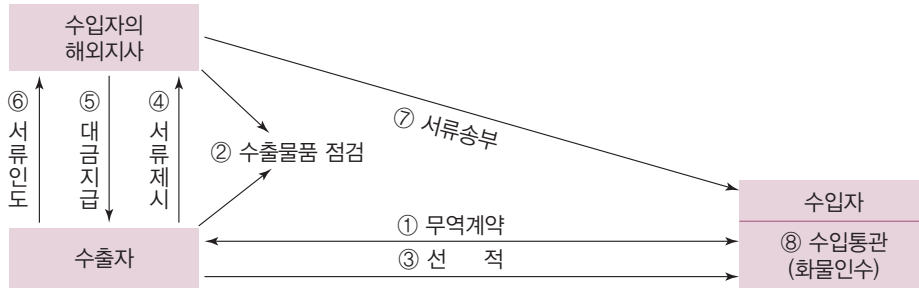 수입자의
해외지사
⑥ 서류인도
⑤ 대금지급
④ 서류제시
② 수출물품 점검
⑦ 서류송부
수출자
① 무역계약
③ 선 적
수입자
⑧ 수입통관
(화물인수)